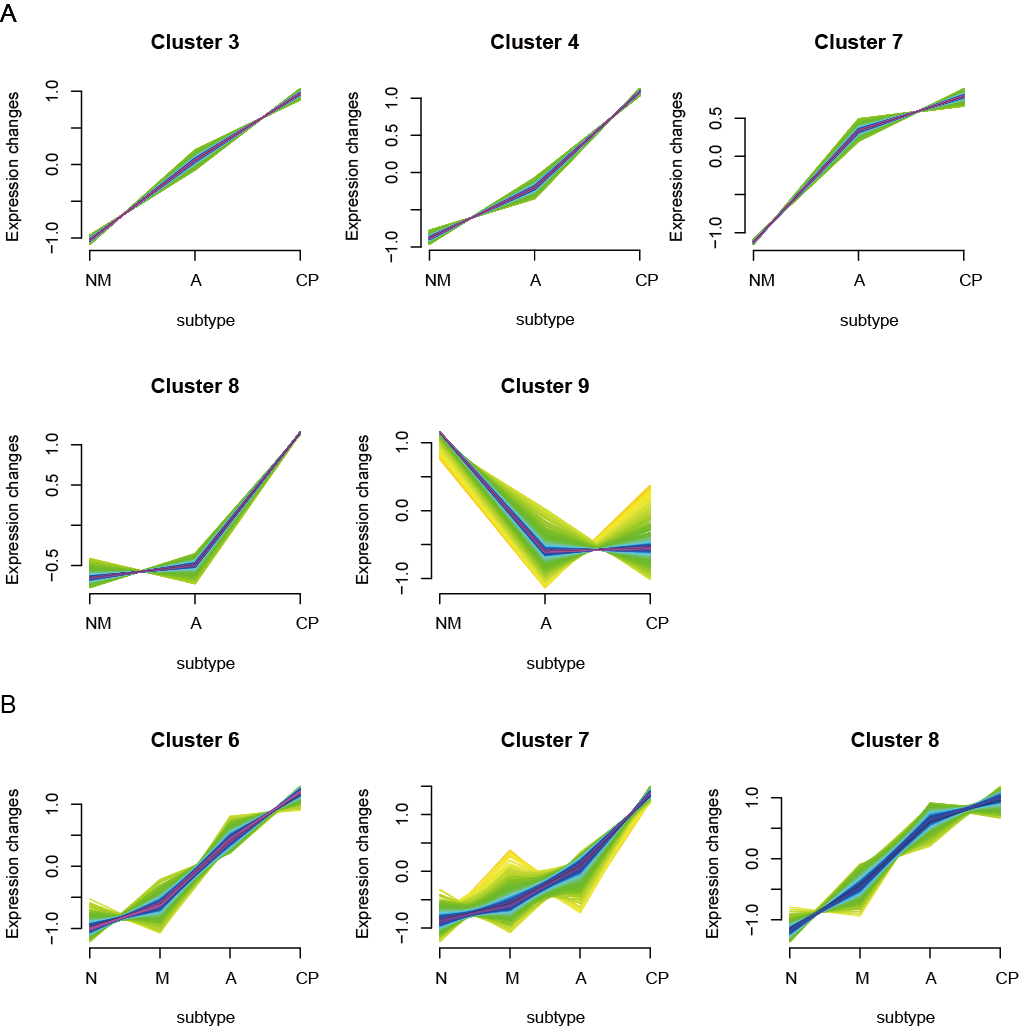 A
Cluster 3
Cluster 4
Cluster 7
Expression changes
1.0
0.0
−1.0
NM A CP
subtype
Expression changes
1.0
0.5
0.0
−1.0
NM A CP
subtype
Expression changes
0.5
0.0
−1.0
NM A CP
subtype
Cluster 8
Cluster 9
Expression changes
1.0
0.5
−0.5
NM A CP
subtype
Expression changes
1.0
0.0
−1.0
NM A CP
subtype
B
Cluster 6
Cluster 7
Cluster 8
Expression changes
1.0
0.0
−1.0
N M A CP
subtype
Expression changes
1.0
0.0
−1.0
N M A CP
subtype
Expression changes
1.0
0.0
−1.0
N M A CP
subtype